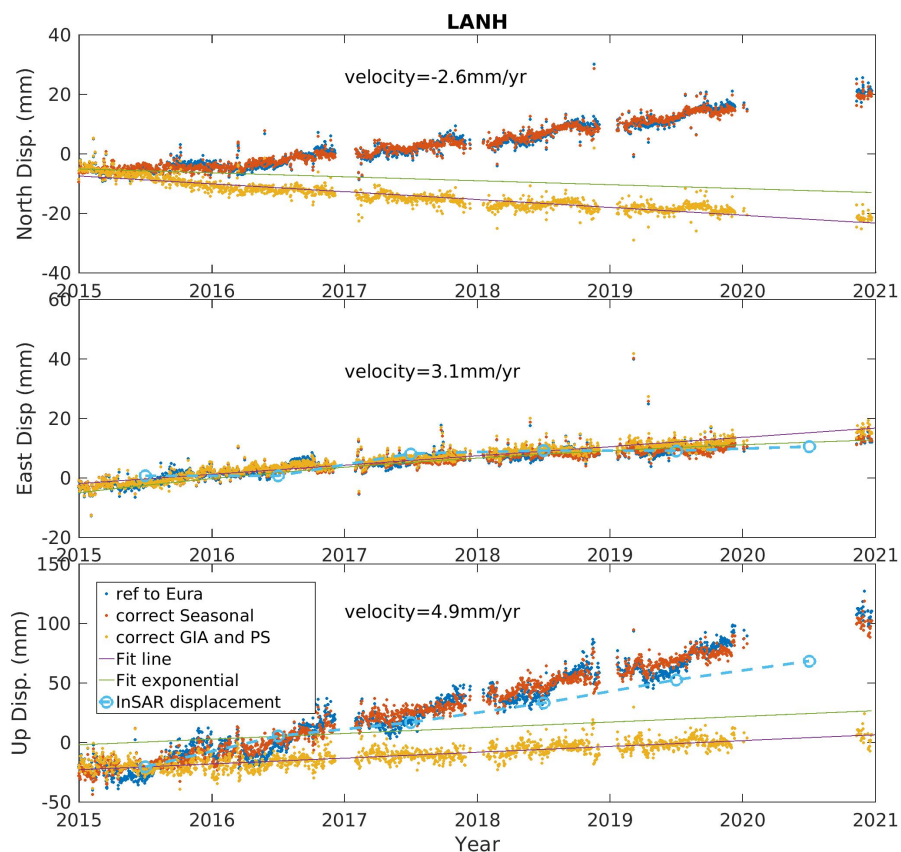 LANH
North Disp. (mm)
40
20
0
-20
-40
velocity=-2.6mm/yr
2015 2016 2017 2018 2019 2020 2021
East Disp (mm)
60
40
20
0
-20
velocity=3.1mm/yr
2015 2016 2017 2018 2019 2020 2021
Up Disp. (mm)
150
100
50
0
-50
velocity=4.9mm/yr
ref to Eura
correct Seasonal
correct GIA and PS
Fit line
Fit exponential
InSAR displacement
2015 2016 2017 2018 2019 2020 2021
Year